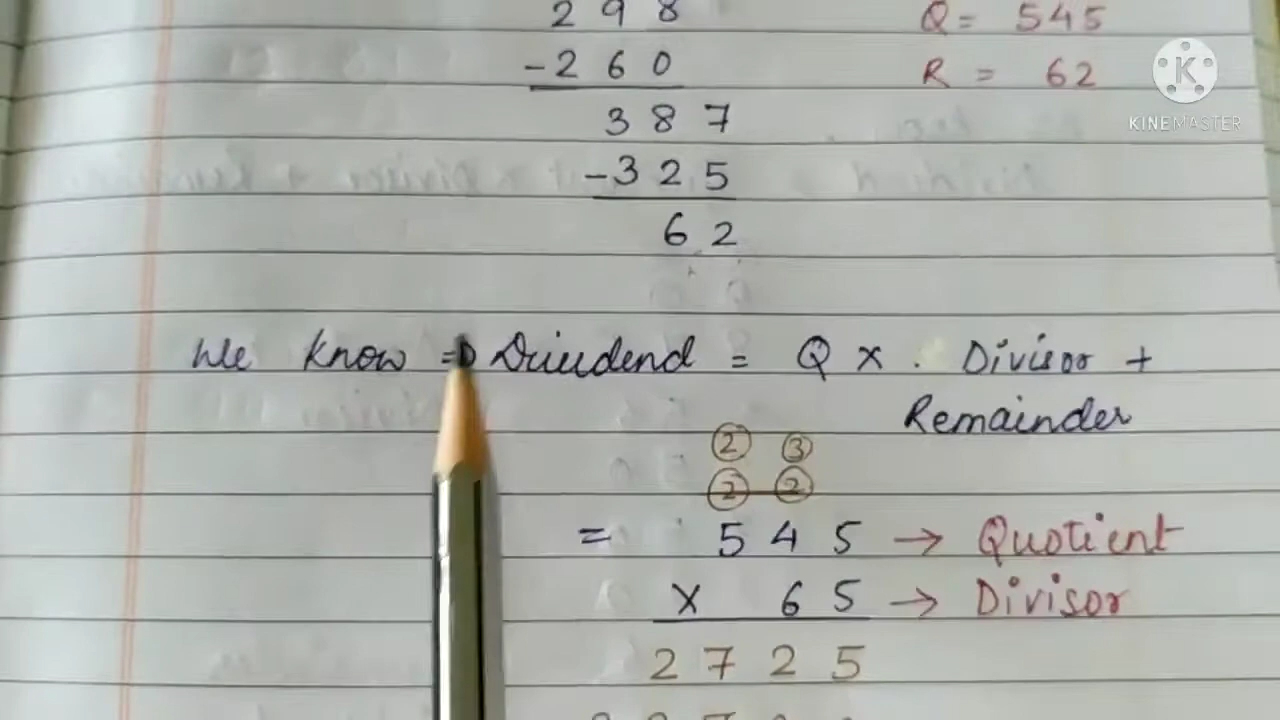 2 9 8
Q = 545
- 2 6 0
R = 62
KINEMASTER
3 8 7
- 3 2 5
6 2
We know ⇒ Dividend = Q × . Divisor +
Remainder
2 3
2 2
= 5 4 5 → Quotient
× 6 5 → Divisor
2 7 2 5